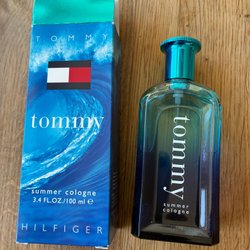 TOMMY
tommy
summer cologne
3.4 FL.OZ/100 ml e
HILFIGER
tommy
summer
cologne